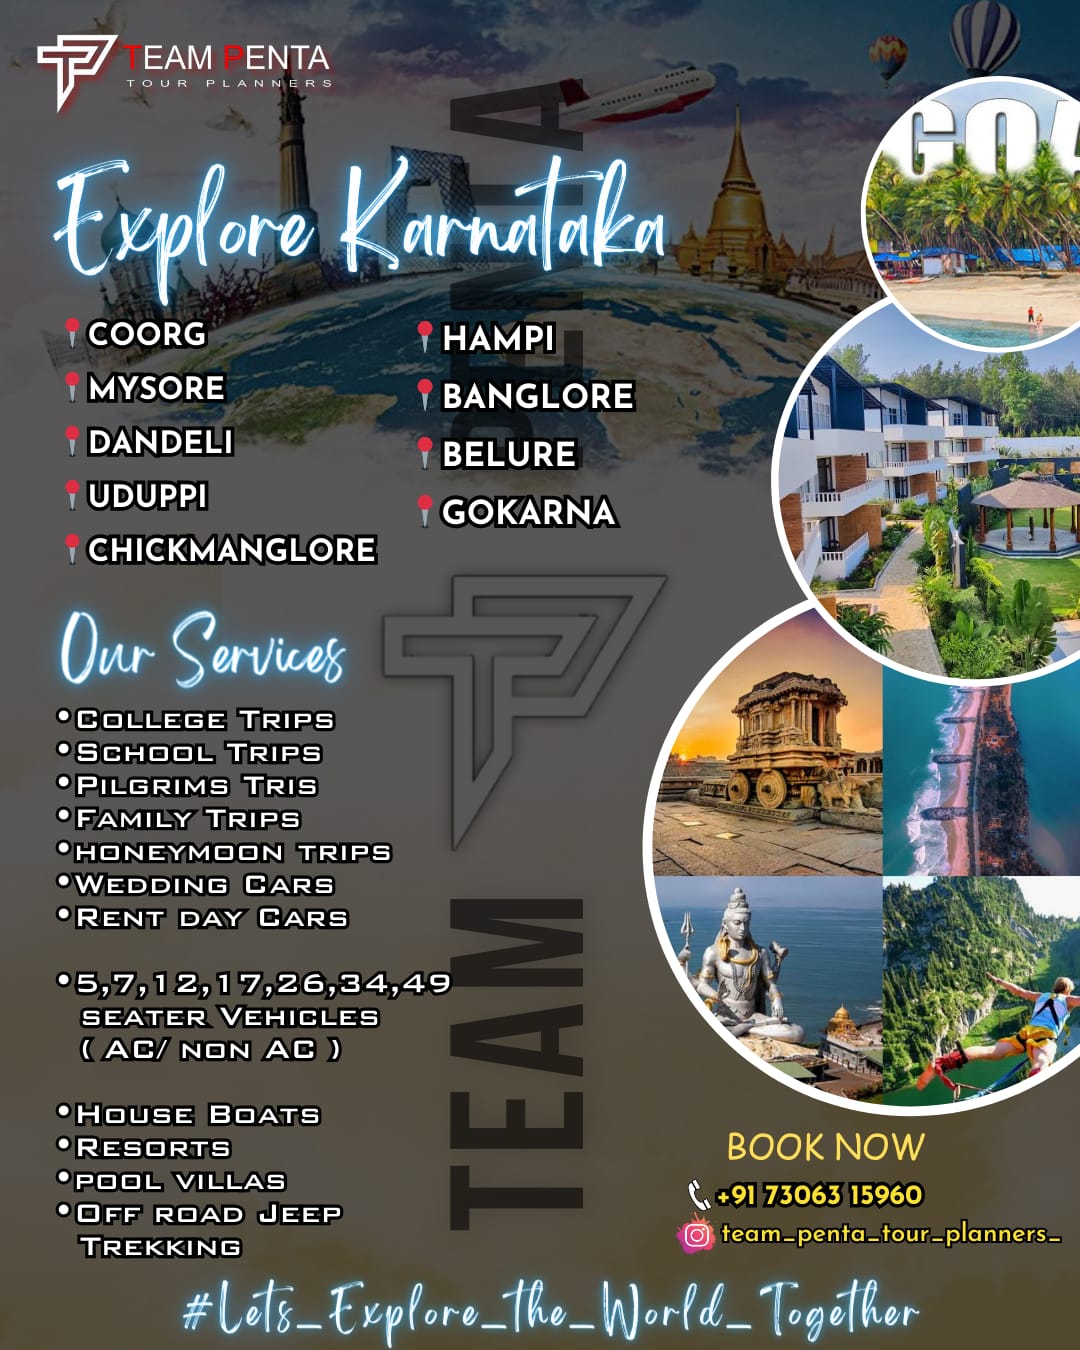 TEAM PENTA
TOUR PLANNERS
GOA
Explore Karnataka
COORG
MYSORE
DANDELI
UDUPPI
CHICKMANGLORE
HAMPI
BANGLORE
BELURE
GOKARNA
Our Services
•COLLEGE TRIPS
•SCHOOL TRIPS
•PILGRIMS TRIS
•FAMILY TRIPS
•HONEYMOON TRIPS
•WEDDING CARS
•RENT DAY CARS
•5,7,12,17,26,34,49
SEATER VEHICLES
( AC/ NON AC )
•HOUSE BOATS
•RESORTS
•POOL VILLAS
•OFF ROAD JEEP
TREKKING
TEAM PENTA
BOOK NOW
+91 73063 15960
team_penta_tour_planners_
#Lets_Explore_the_World_Together